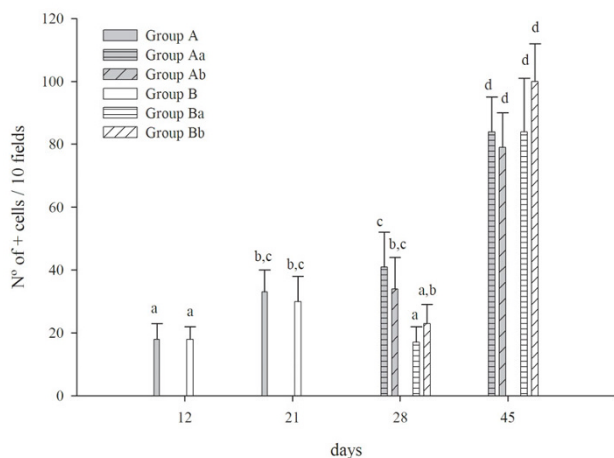 120
100
80
60
40
20
0
Nº of + cells / 10 fields
Group A
Group Aa
Group Ab
Group B
Group Ba
Group Bb
a a
b,c b,c
c b,c a a,b
d d d d
12 21 28 45
days